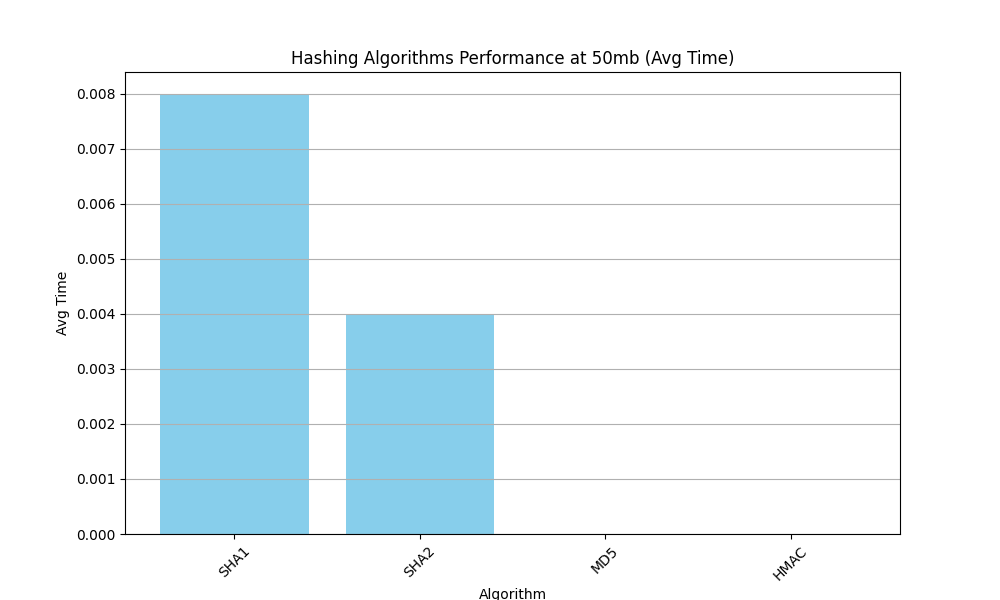 Hashing Algorithms Performance at 50mb (Avg Time)
0.008
0.007
0.006
0.005
0.004
0.003
0.002
0.001
0.000
Avg Time
SHA1
SHA2
MD5
HMAC
Algorithm